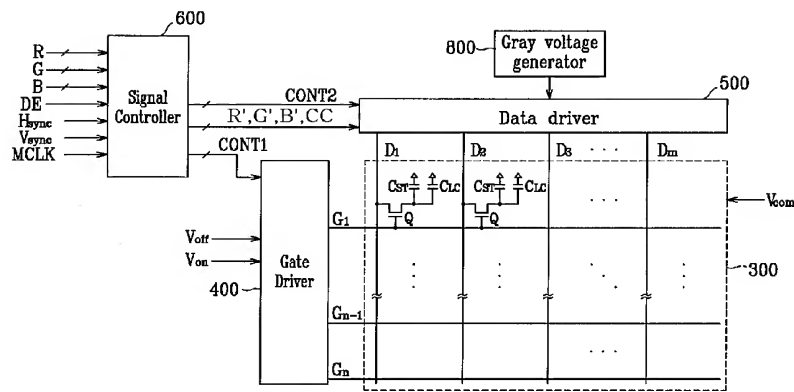 600
R
G
B
DE
Hsync
Vsync
MCLK
Signal
Controller
CONT2
R',G',B',CC
CONT1
800
Gray voltage
generator
500
Data driver
D1
D2
D3
· · ·
Dm
CST
CLC
CST
CLC
Q
Q
Vcom
300
Voff
Von
400
Gate
Driver
G1
Gn-1
Gn